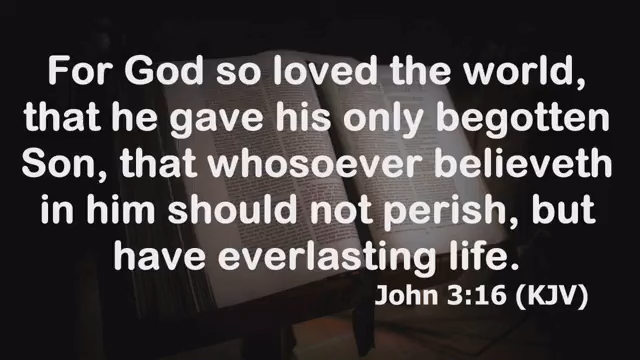 For God so loved the world,
that he gave his only begotten
Son, that whosoever believeth
in him should not perish, but
have everlasting life.
John 3:16 (KJV)